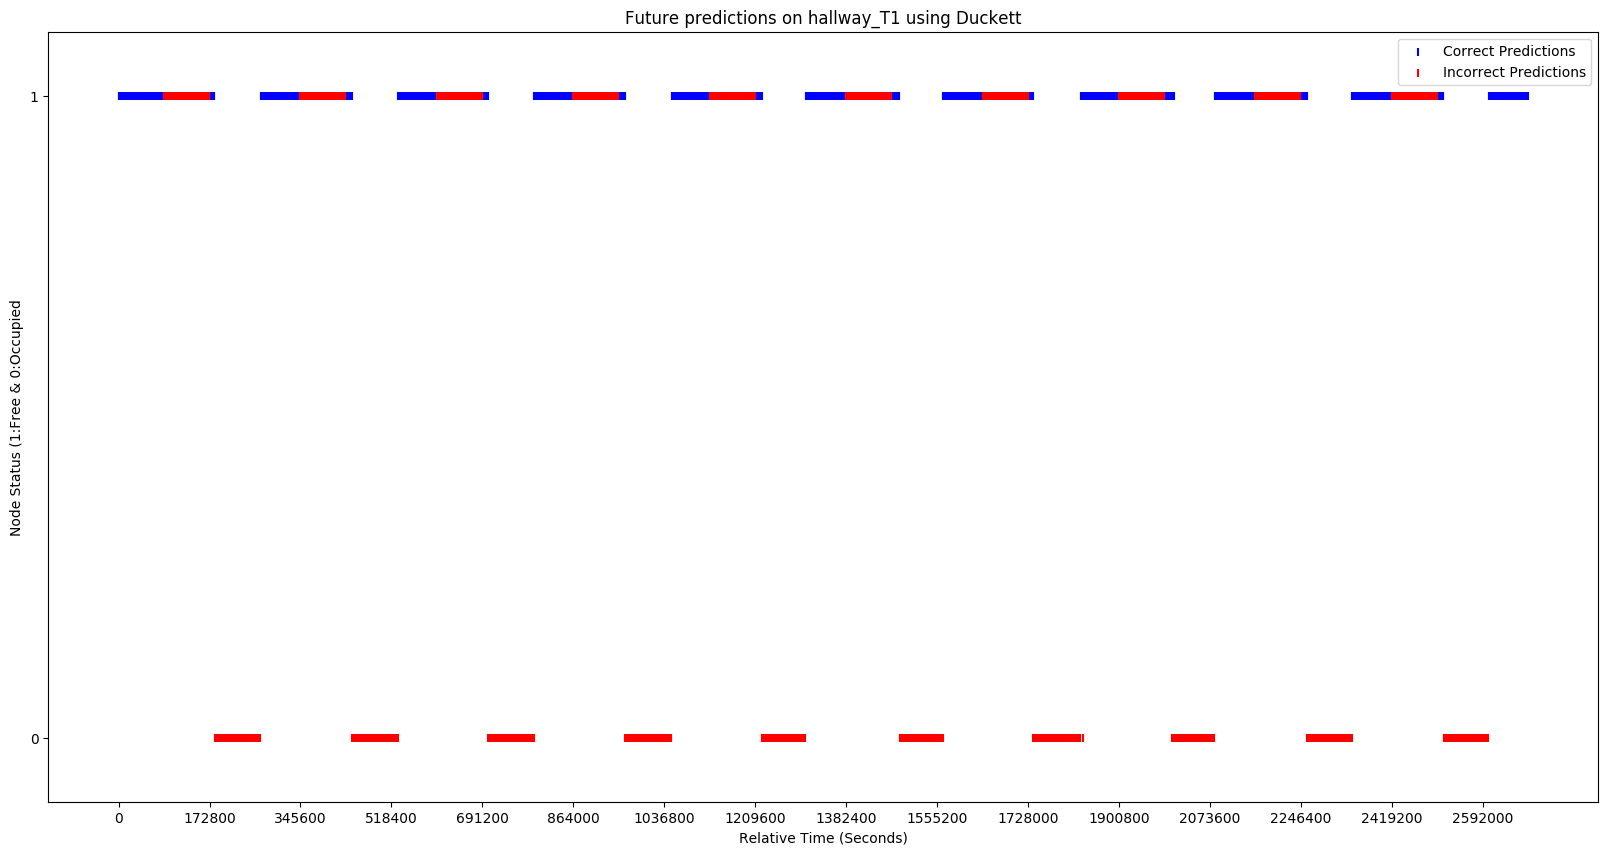 Future predictions on hallway_T1 using Duckett
Correct Predictions
Incorrect Predictions
1
0
Node Status (1:Free & 0:Occupied
0 172800 345600 518400 691200 864000 1036800 1209600 1382400 1555200 1728000 1900800 2073600 2246400 2419200 2592000
Relative Time (Seconds)